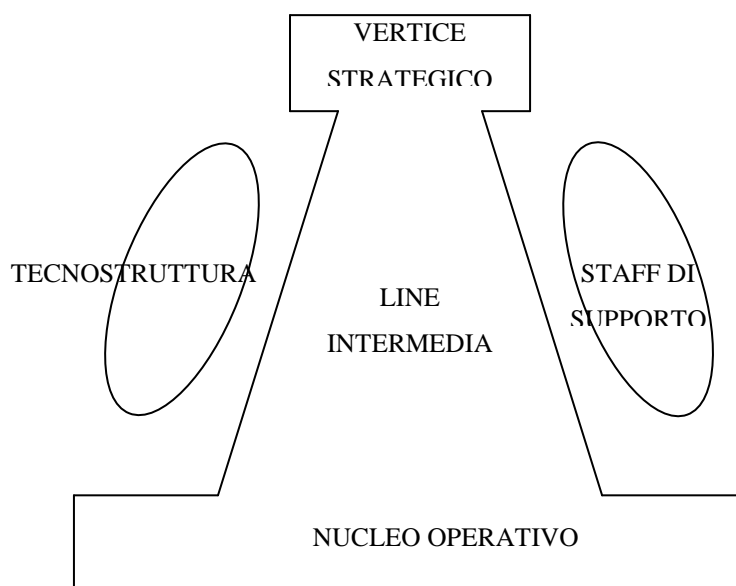 VERTICE
STRATEGICO
TECNOSTRUTTURA
LINE
INTERMEDIA
STAFF DI
SUPPORTO
NUCLEO OPERATIVO